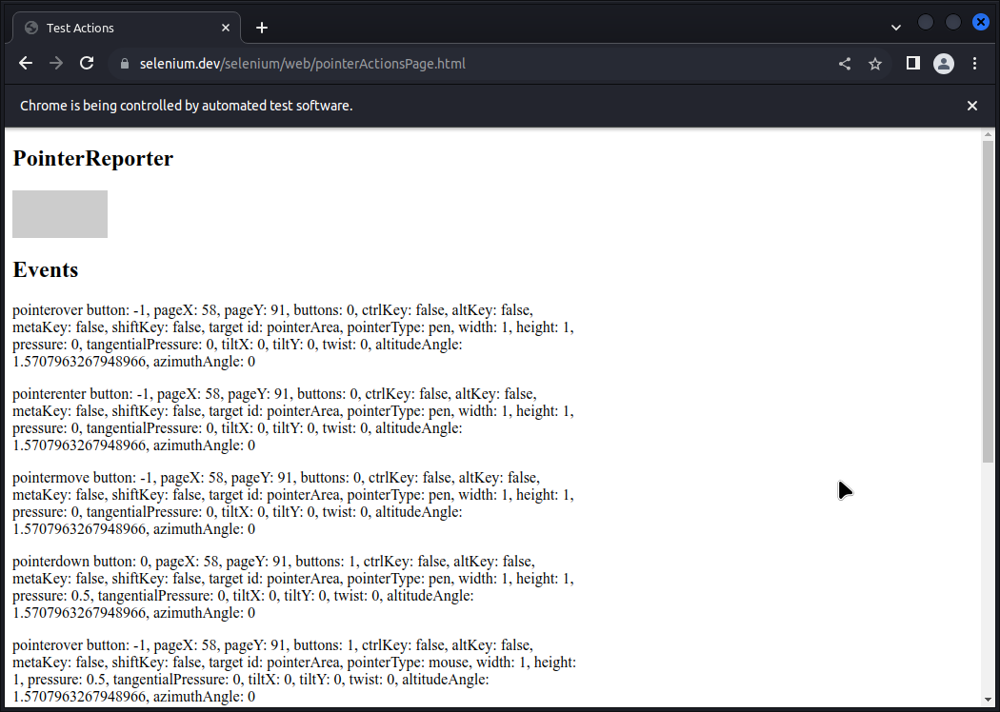 Test Actions
selenium.dev/selenium/web/pointerActionsPage.html
Chrome is being controlled by automated test software.
PointerReporter
Events
pointerover button: -1, pageX: 58, pageY: 91, buttons: 0, ctrlKey: false, altKey: false,
metaKey: false, shiftKey: false, target id: pointerArea, pointerType: pen, width: 1, height: 1,
pressure: 0, tangentialPressure: 0, tiltX: 0, tiltY: 0, twist: 0, altitudeAngle:
1.5707963267948966, azimuthAngle: 0
pointerenter button: -1, pageX: 58, pageY: 91, buttons: 0, ctrlKey: false, altKey: false,
metaKey: false, shiftKey: false, target id: pointerArea, pointerType: pen, width: 1, height: 1,
pressure: 0, tangentialPressure: 0, tiltX: 0, tiltY: 0, twist: 0, altitudeAngle:
1.5707963267948966, azimuthAngle: 0
pointermove button: -1, pageX: 58, pageY: 91, buttons: 0, ctrlKey: false, altKey: false,
metaKey: false, shiftKey: false, target id: pointerArea, pointerType: pen, width: 1, height: 1,
pressure: 0, tangentialPressure: 0, tiltX: 0, tiltY: 0, twist: 0, altitudeAngle:
1.5707963267948966, azimuthAngle: 0
pointerdown button: 0, pageX: 58, pageY: 91, buttons: 1, ctrlKey: false, altKey: false,
metaKey: false, shiftKey: false, target id: pointerArea, pointerType: pen, width: 1, height: 1,
pressure: 0.5, tangentialPressure: 0, tiltX: 0, tiltY: 0, twist: 0, altitudeAngle:
1.5707963267948966, azimuthAngle: 0
pointerover button: -1, pageX: 58, pageY: 91, buttons: 1, ctrlKey: false, altKey: false,
metaKey: false, shiftKey: false, target id: pointerArea, pointerType: mouse, width: 1, height:
1, pressure: 0.5, tangentialPressure: 0, tiltX: 0, tiltY: 0, twist: 0, altitudeAngle:
1.5707963267948966, azimuthAngle: 0